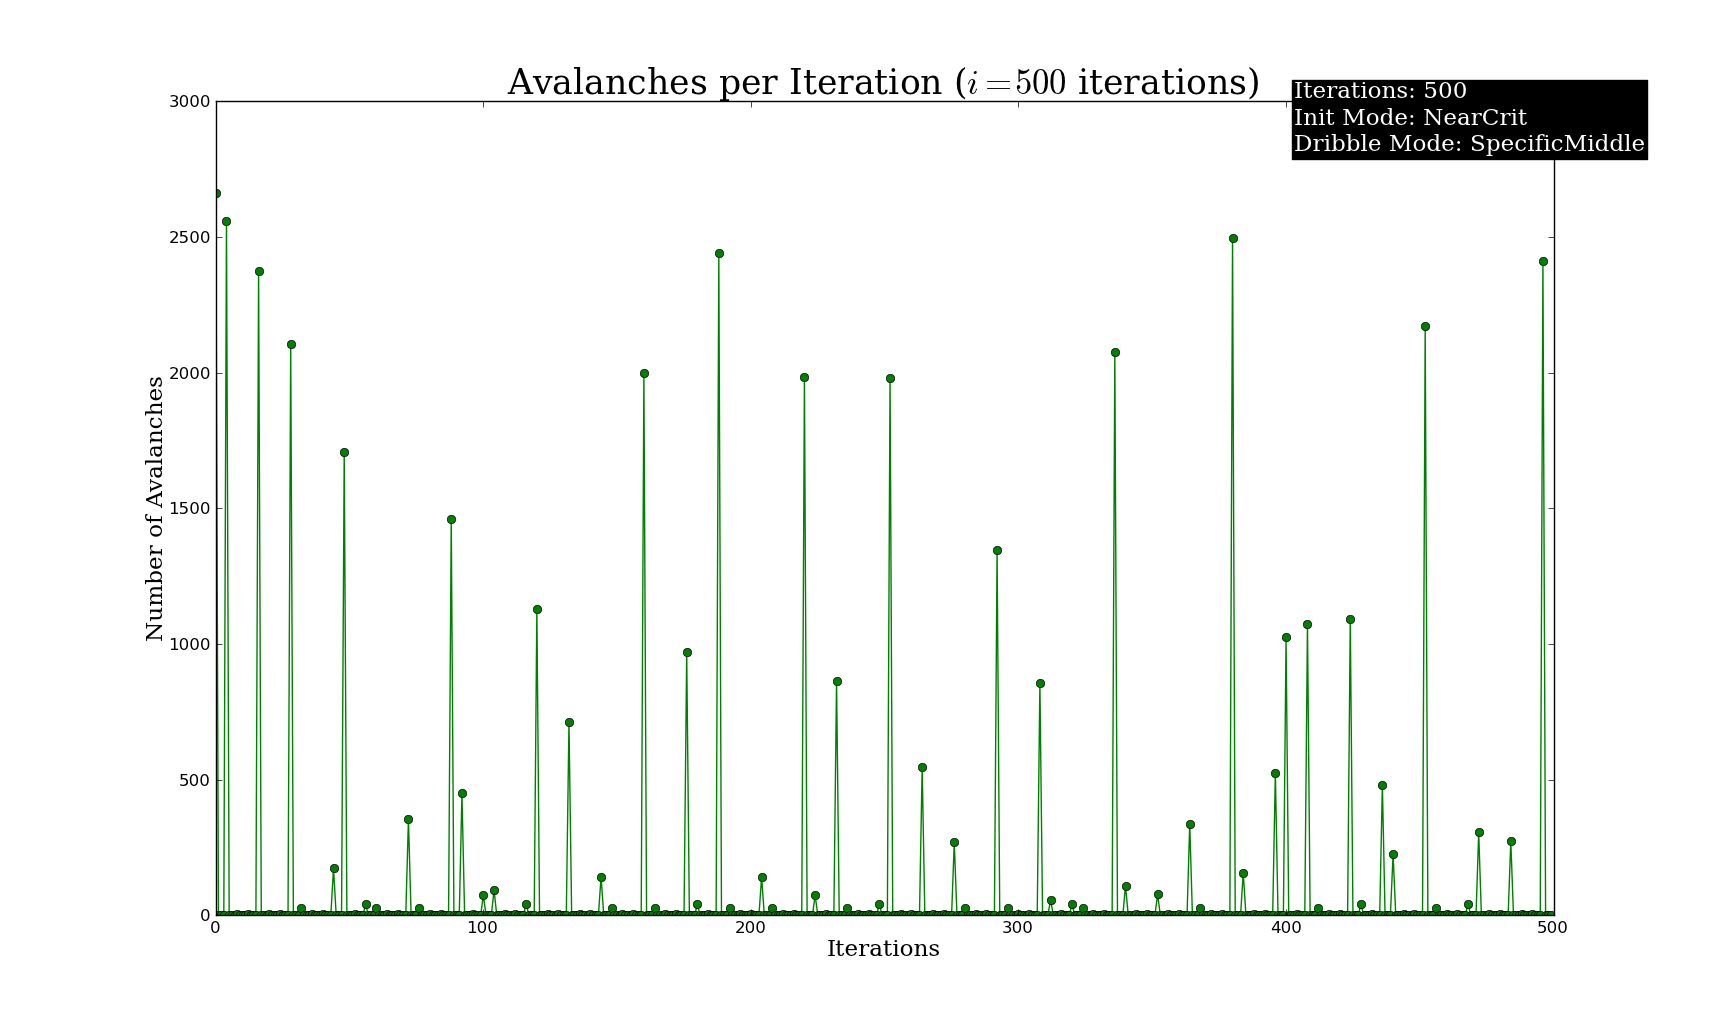 Avalanches per Iteration (i = 500 iterations)
Iterations: 500
Init Mode: NearCrit
Dribble Mode: SpecificMiddle
3000
2500
2000
1500
1000
500
0
Number of Avalanches
0 100 200 300 400 500
Iterations